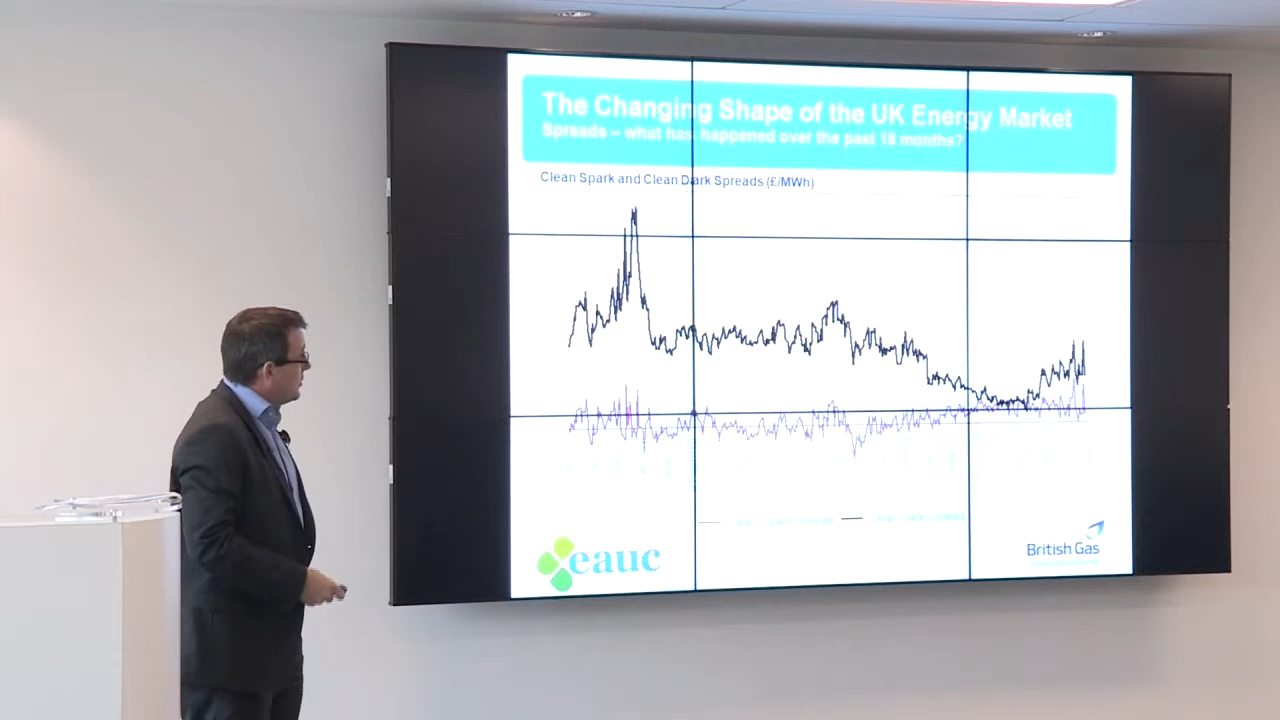 The Changing Shape of the UK Energy Market
Spreads – what has happened over the past 18 months?
Clean Spark and Clean Dark Spreads (£/MWh)
eauc
British Gas